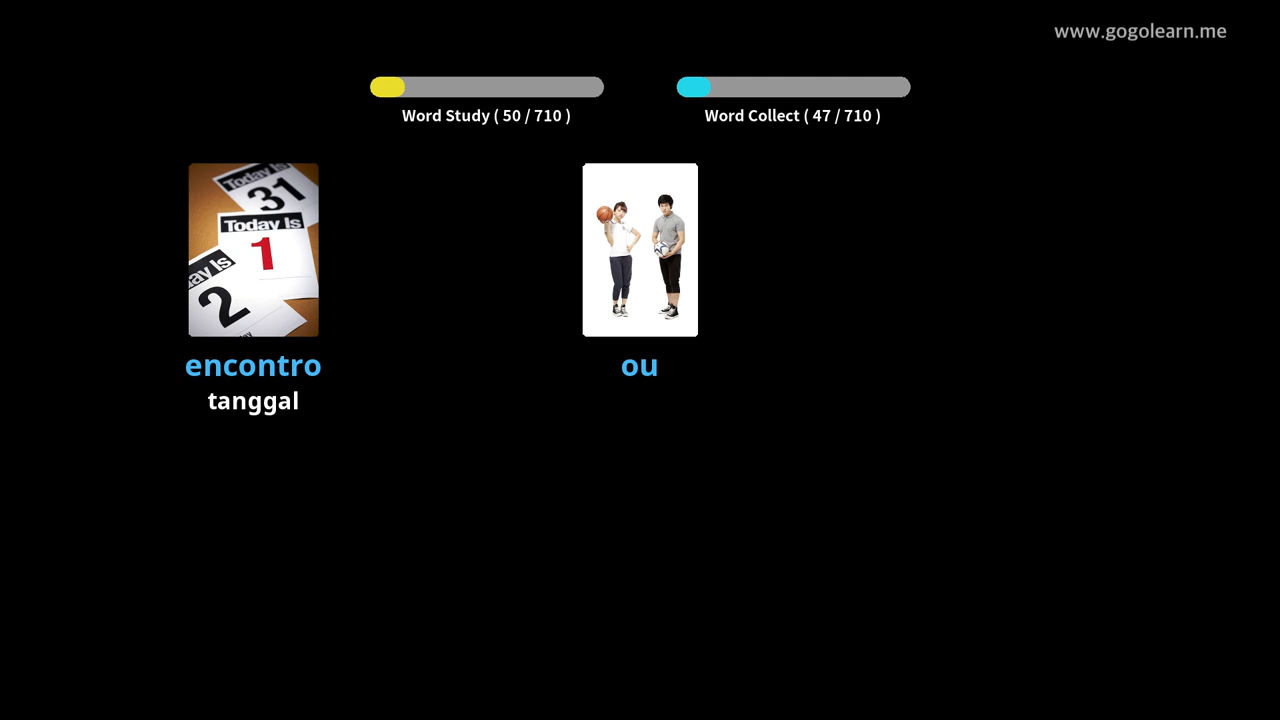 www.gogolearn.me
Word Study ( 50 / 710 )
Word Collect ( 47 / 710 )
Today Is
31
Today Is
1
ay Is
2
encontro
tanggal
ou